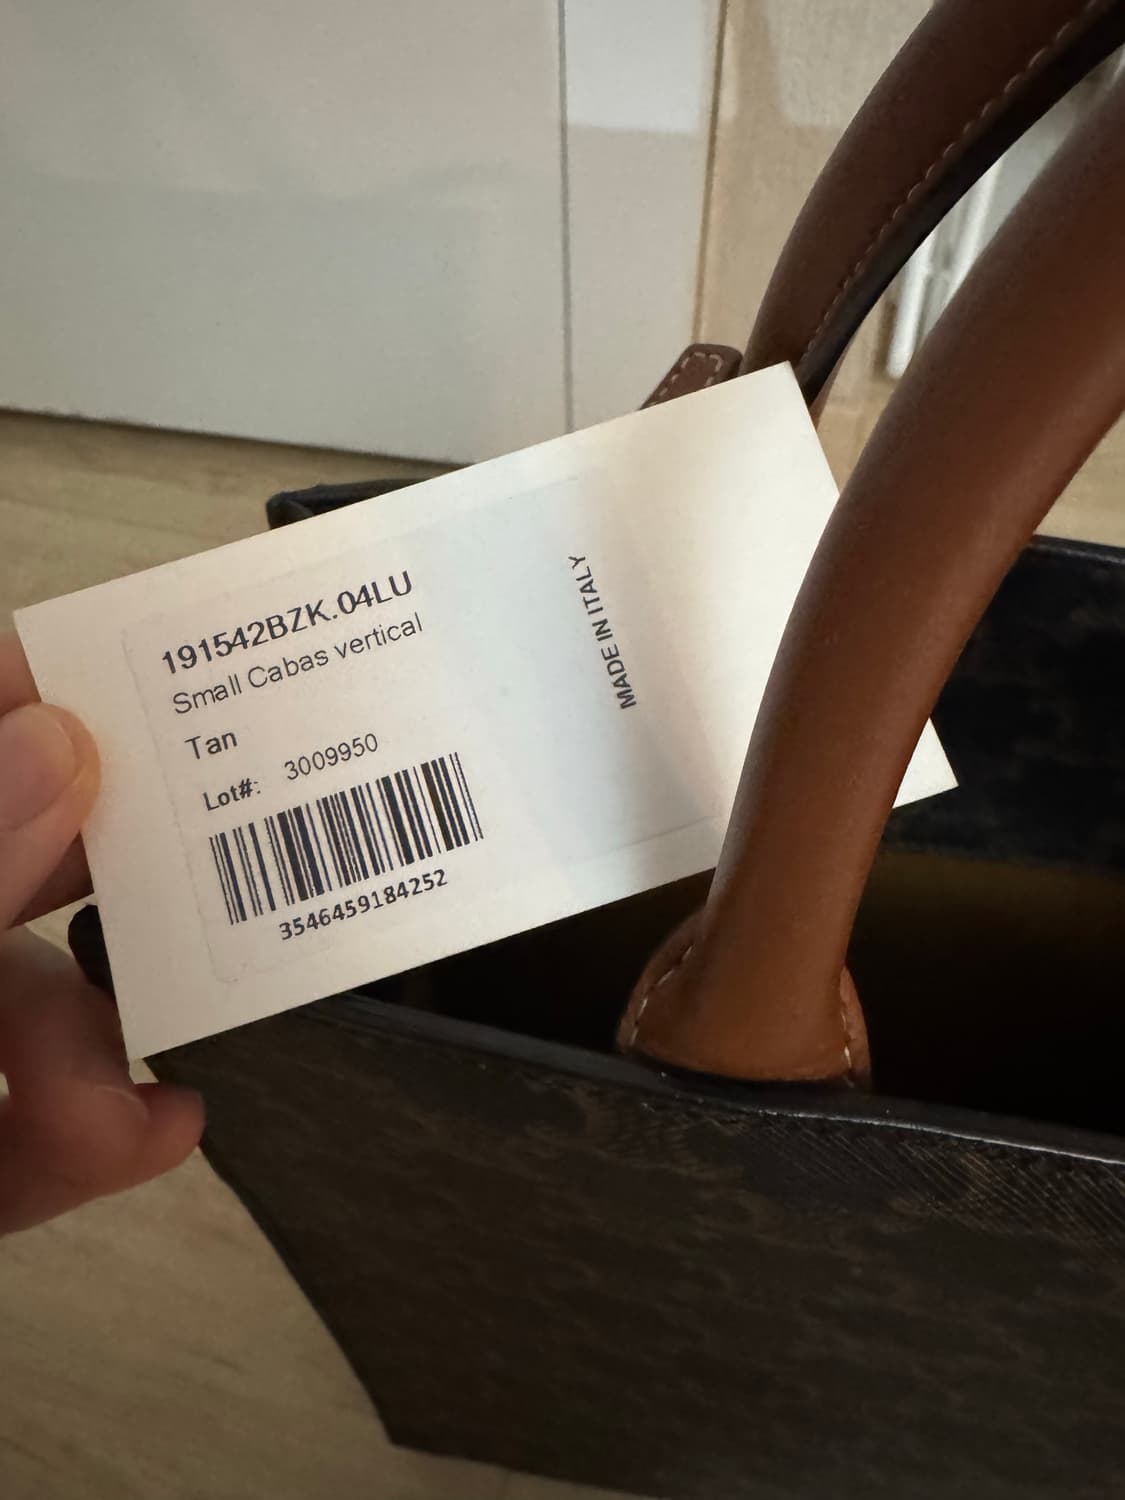 191542BZK.04LU
Small Cabas vertical
Tan
Lot#: 3009950
3546459184252
MADE IN ITALY